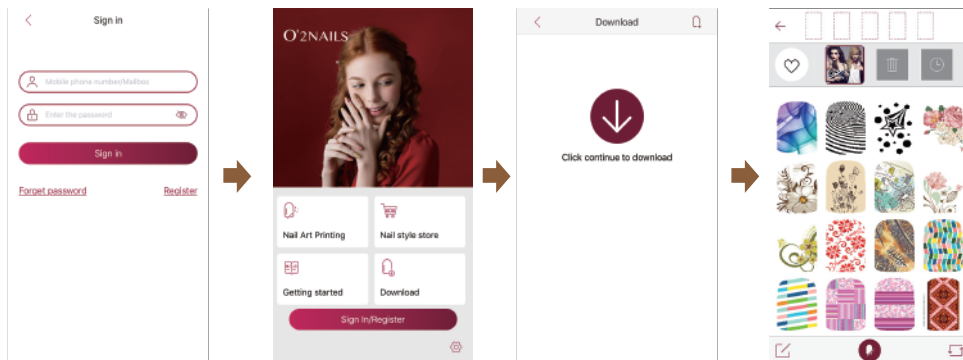 Sign in
Mobile phone number/Mailbox
Enter the password
Sign in
Forget password
Register
O'2NAILS
Nail Art Printing
Nail style store
Getting started
Download
Sign In/Register
Download
Click continue to download